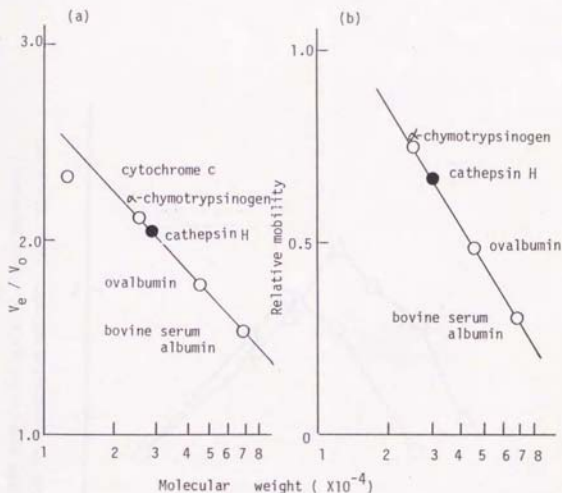 (a)
3.0
2.0
1.0
V_e / V_o
cytochrome c
α-chymotrypsinogen
cathepsin H
ovalbumin
bovine serum
albumin
1 2 3 4 5 6 7 8
(b)
1.0
0.5
0
Relative mobility
α-chymotrypsinogen
cathepsin H
ovalbumin
bovine serum
albumin
1 2 3 4 5 6 7 8
Molecular weight ( X10⁻⁴)